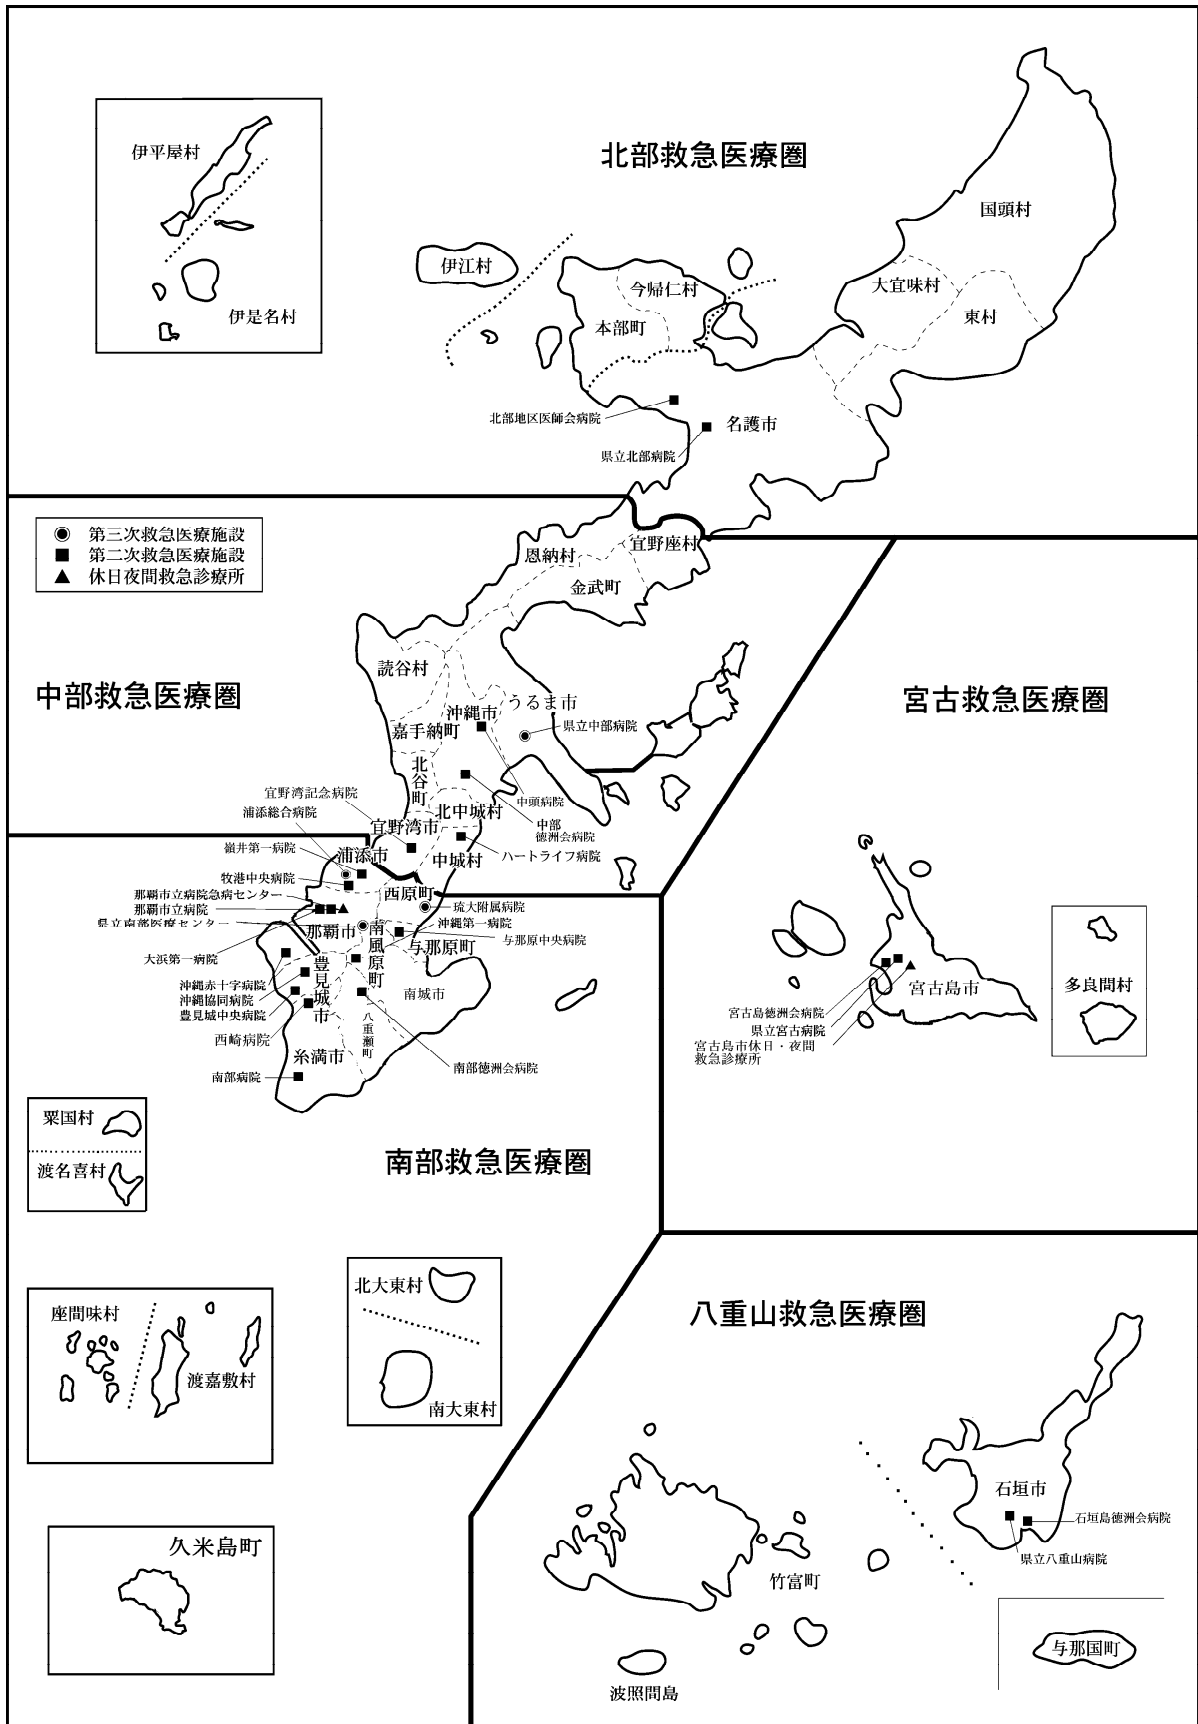 北部救急医療圏
伊平屋村
伊是名村
伊江村
今帰仁村
本部町
国頭村
大宜味村
東村
北部地区医師会病院
名護市
県立北部病院
第三次救急医療施設
第二次救急医療施設
休日夜間救急診療所
中部救急医療圏
恩納村
宜野座村
金武町
読谷村
うるま市
沖縄市
県立中部病院
嘉手納町
北谷町
宜野湾記念病院
中頭病院
浦添総合病院
北中城村
中部
徳洲会病院
宜野湾市
嶺井第一病院
浦添市
中城村
ハートライフ病院
牧港中央病院
西原町
那覇市立病院急病センター
那覇市立病院
琉大附属病院
県立南部医療センター
那覇市
南風原町
沖縄第一病院
与那原町
与那原中央病院
大浜第一病院
豊見城市
沖縄赤十字病院
沖縄協同病院
南城市
豊見城中央病院
八重瀬町
西崎病院
糸満市
南部徳洲会病院
南部病院
宮古救急医療圏
宮古島市
多良間村
宮古島徳洲会病院
県立宮古病院
宮古島市休日・夜間
救急診療所
粟国村
渡名喜村
南部救急医療圏
座間味村
渡嘉敷村
北大東村
南大東村
久米島町
八重山救急医療圏
石垣市
石垣島徳洲会病院
県立八重山病院
竹富町
与那国町
波照間島